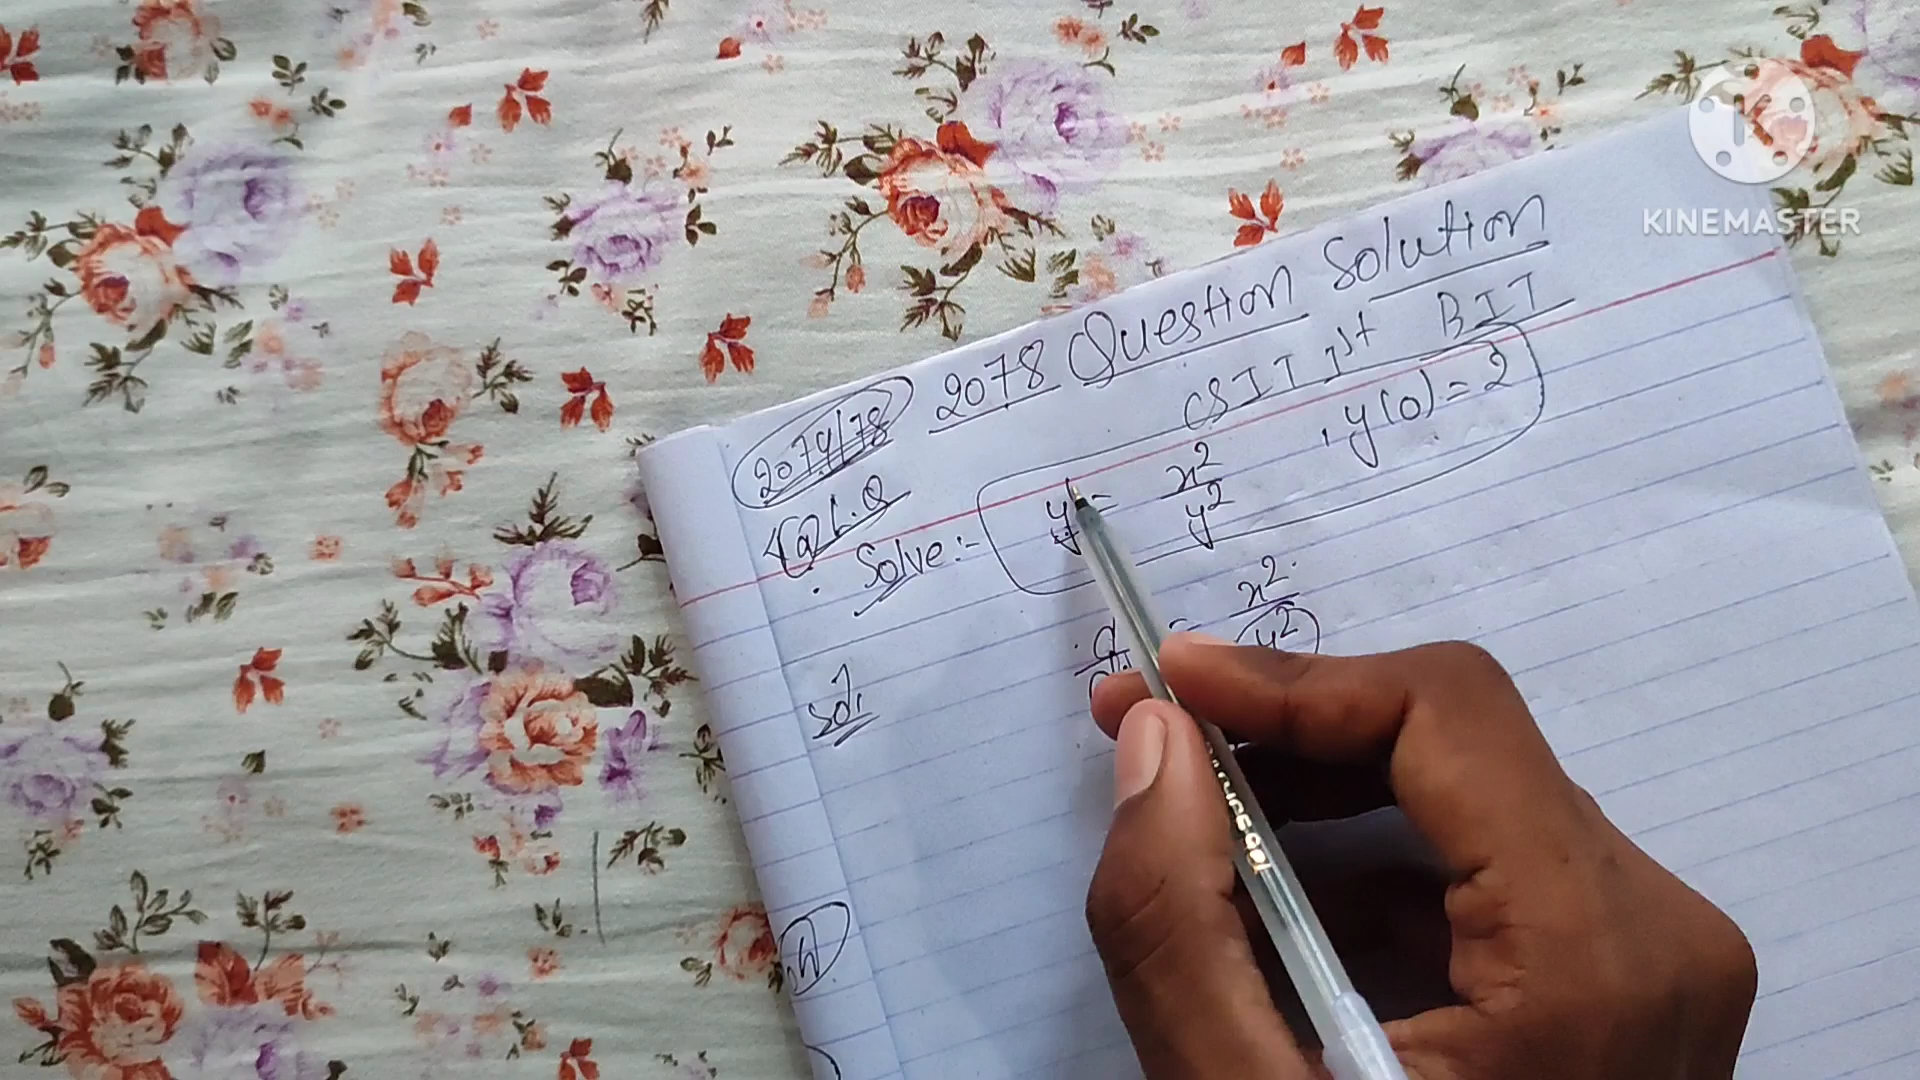 KINEMASTER
2078 Question Solution
CSIT 1st BIT
2074/78
Q L.Q
Solve:- y' = x²/y² , y(0) = 2
= x²/y²
sol,